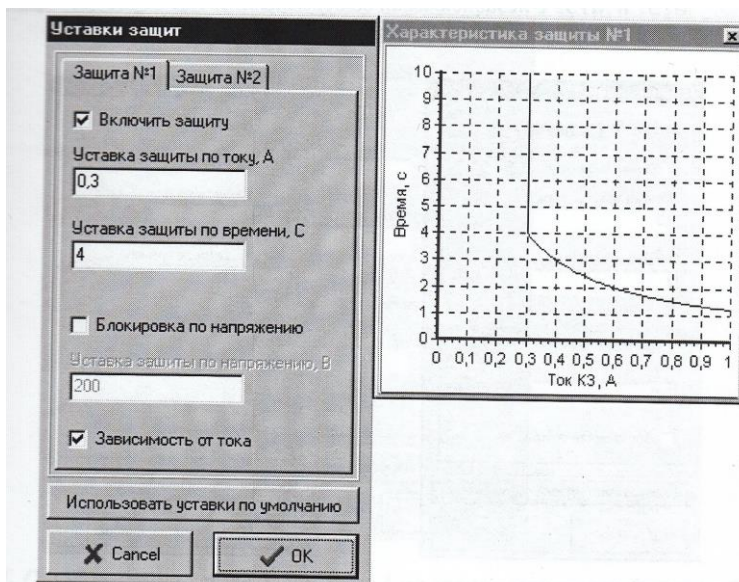 Уставки защит
Защита №1
Защита №2
Включить защиту
Уставка защиты по току, А
0,3
Уставка защиты по времени, С
4
Блокировка по напряжению
Уставка защиты по напряжению, В
200
Зависимость от тока
Использовать уставки по умолчанию
Cancel
OK
Характеристика защиты №1
10
9
8
7
6
5
4
3
2
1
0
Время, с
0 0,1 0,2 0,3 0,4 0,5 0,6 0,7 0,8 0,9 1
Ток КЗ, А